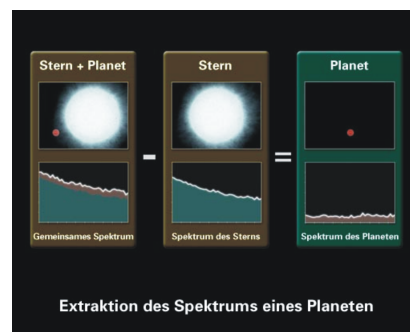 Stern + Planet
Stern
Planet
-
=
Gemeinsames Spektrum
Spektrum des Sterns
Spektrum des Planeten
Extraktion des Spektrums eines Planeten